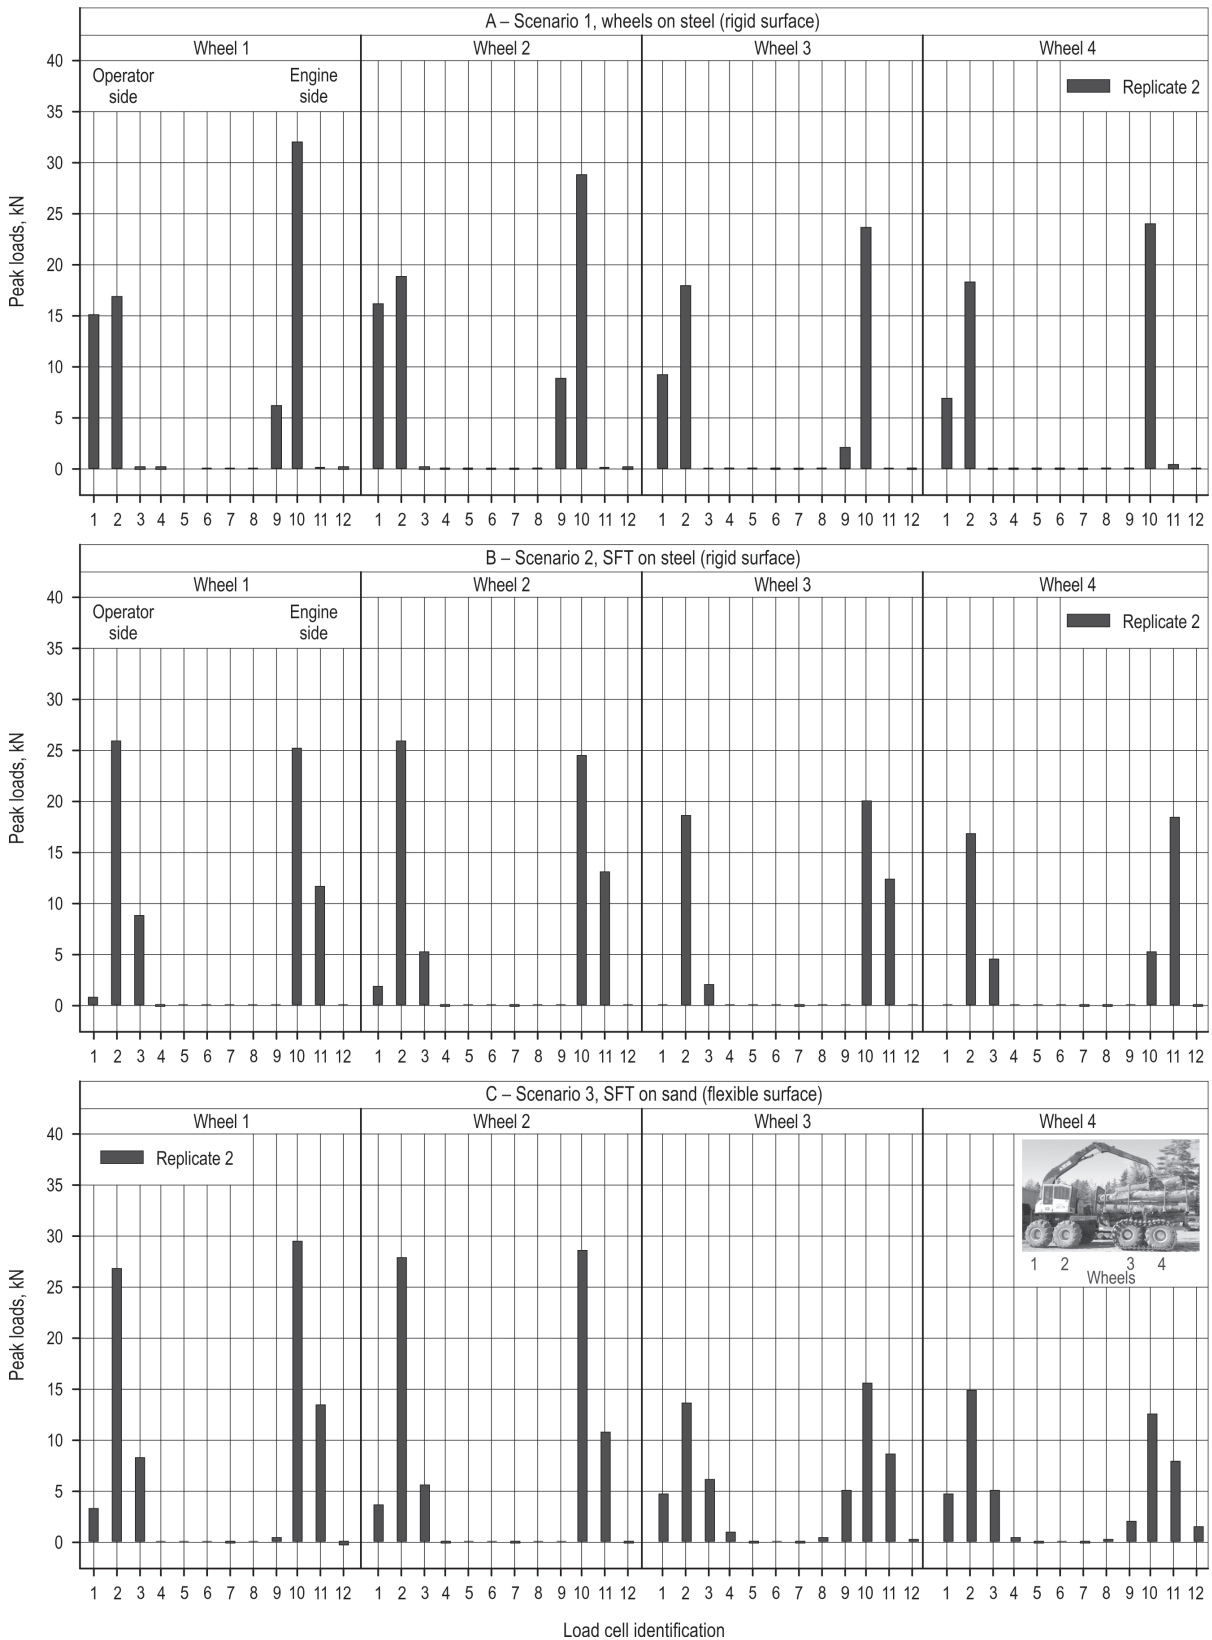 A – Scenario 1, wheels on steel (rigid surface)
Wheel 1 Wheel 2 Wheel 3 Wheel 4
Operator side
Engine side
Replicate 2
Peak loads, kN
40
35
30
25
20
15
10
5
0
1 2 3 4 5 6 7 8 9 10 11 12 1 2 3 4 5 6 7 8 9 10 11 12 1 2 3 4 5 6 7 8 9 10 11 12 1 2 3 4 5 6 7 8 9 10 11 12
B – Scenario 2, SFT on steel (rigid surface)
Wheel 1 Wheel 2 Wheel 3 Wheel 4
Operator side
Engine side
Replicate 2
Peak loads, kN
40
35
30
25
20
15
10
5
0
1 2 3 4 5 6 7 8 9 10 11 12 1 2 3 4 5 6 7 8 9 10 11 12 1 2 3 4 5 6 7 8 9 10 11 12 1 2 3 4 5 6 7 8 9 10 11 12
C – Scenario 3, SFT on sand (flexible surface)
Wheel 1 Wheel 2 Wheel 3 Wheel 4
Replicate 2
Peak loads, kN
40
35
30
25
20
15
10
5
0
1 2 3 4
Wheels
1 2 3 4 5 6 7 8 9 10 11 12 1 2 3 4 5 6 7 8 9 10 11 12 1 2 3 4 5 6 7 8 9 10 11 12 1 2 3 4 5 6 7 8 9 10 11 12
Load cell identification